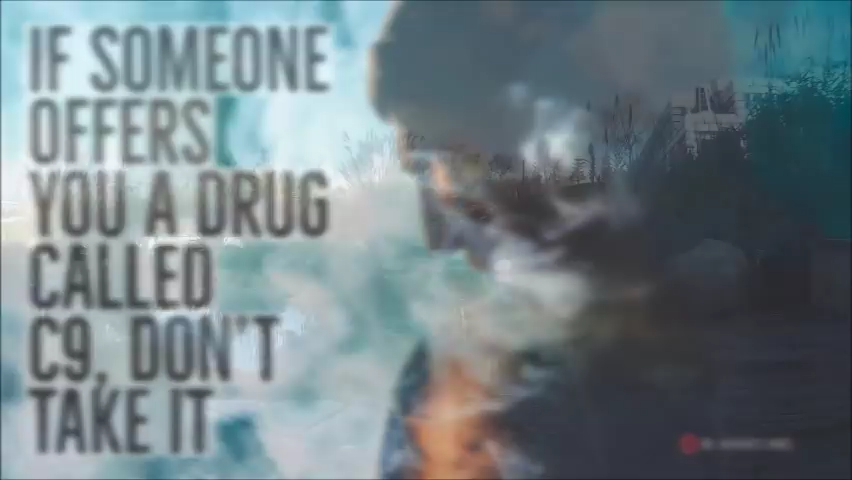 IF SOMEONE
OFFERS
YOU A DRUG
CALLED
C9, DON'T
TAKE IT